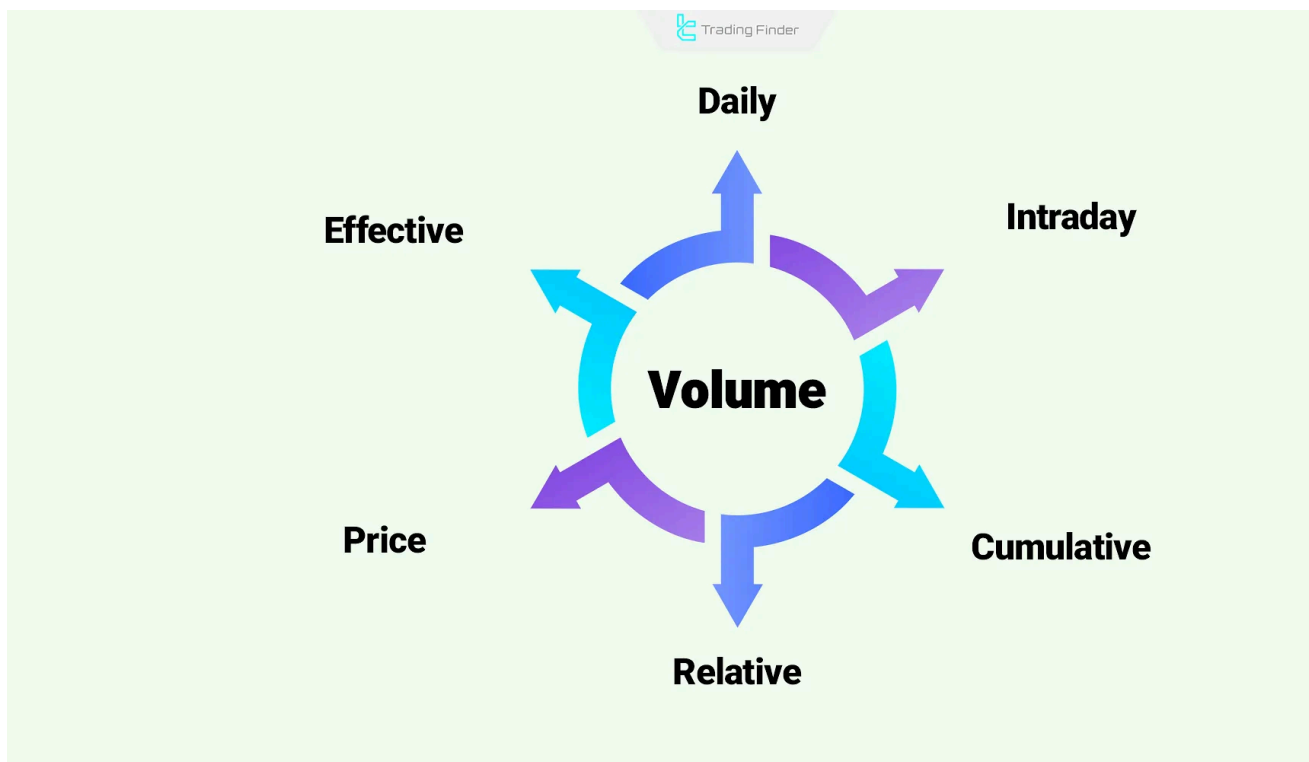 Trading Finder
Daily
Effective
Intraday
Volume
Price
Cumulative
Relative